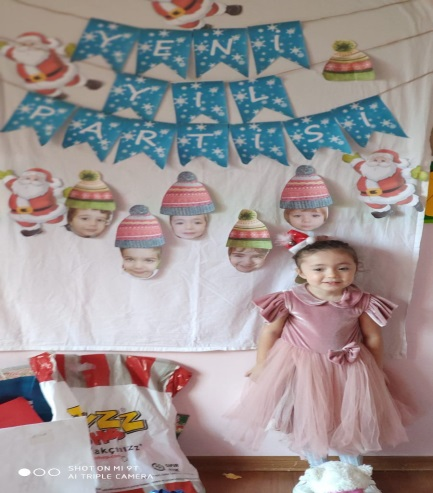 YENİ
YIL
PARTİSİ
SHOT ON MI 9T
AI TRIPLE CAMERA